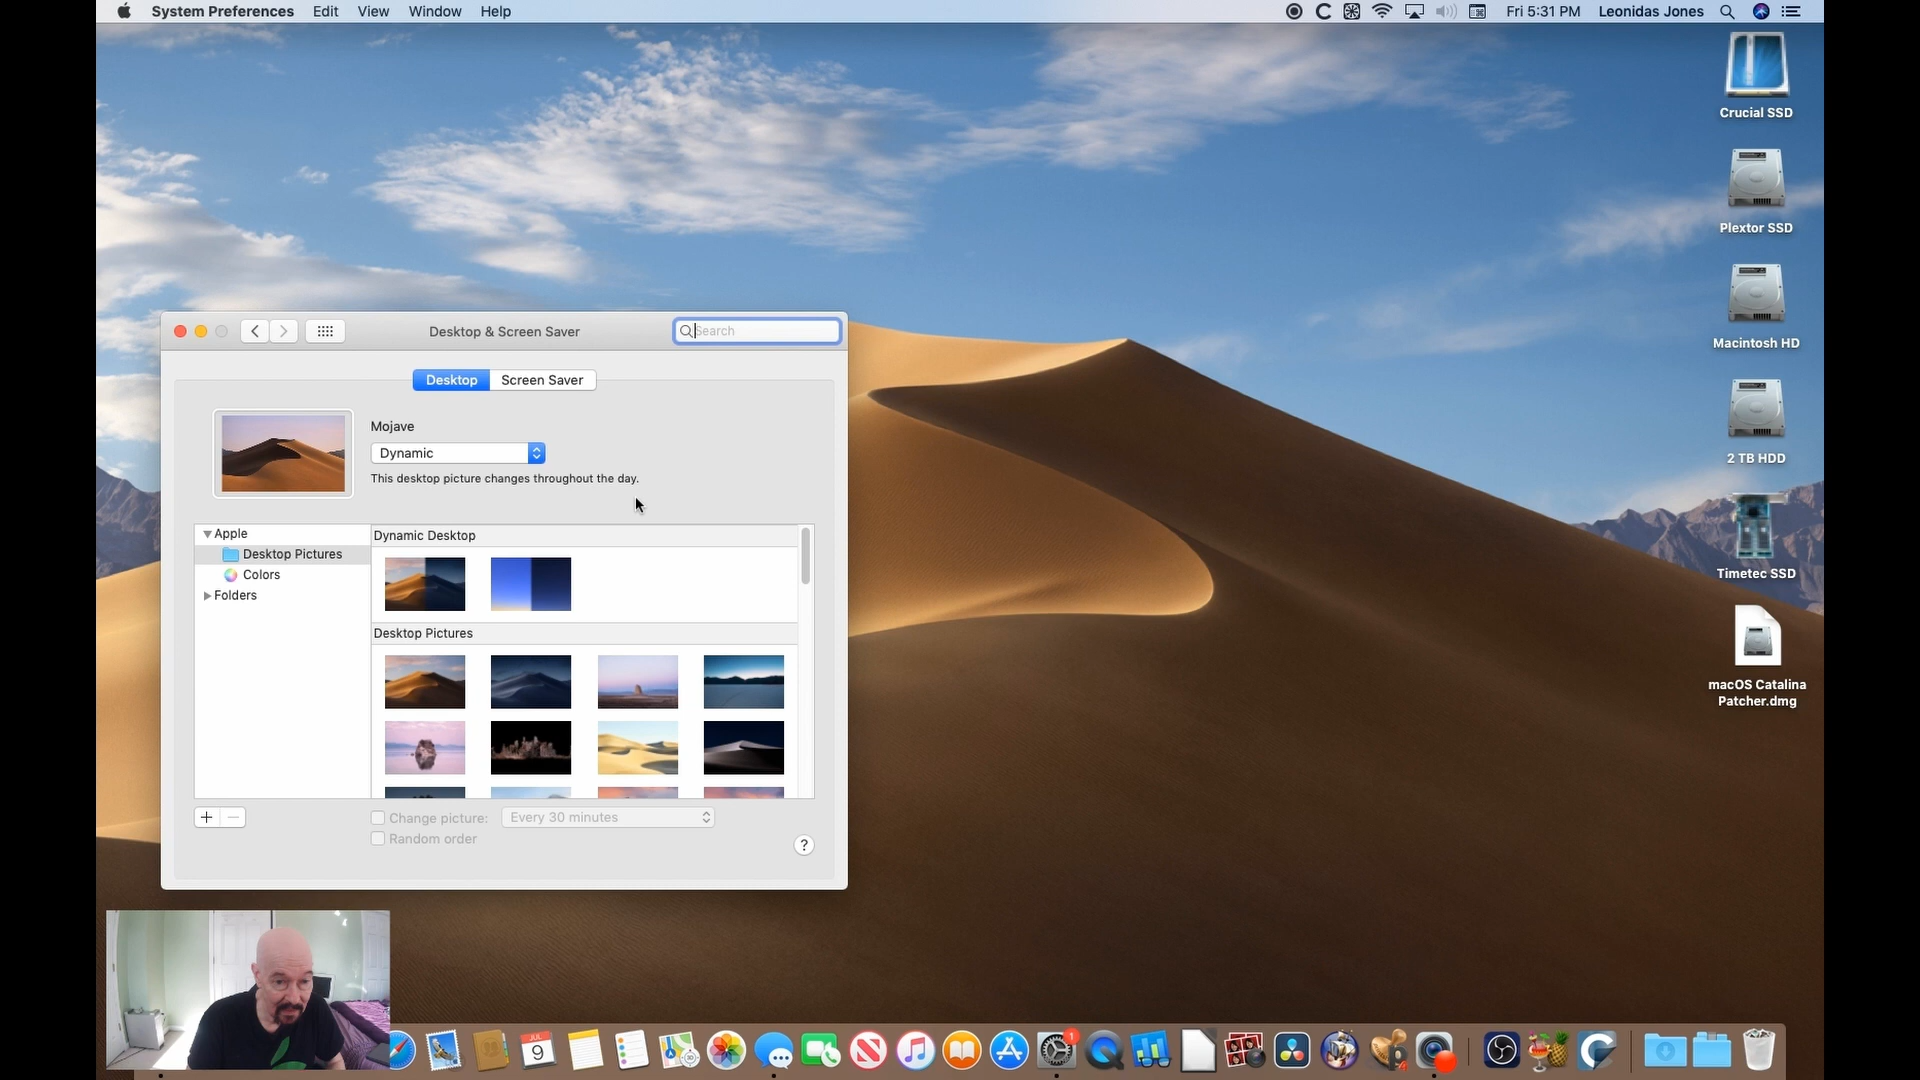 System Preferences Edit View Window Help
Fri 5:31 PM Leonidas Jones
Crucial SSD
Plextor SSD
Macintosh HD
2 TB HDD
Timetec SSD
macOS Catalina
Patcher.dmg
Desktop & Screen Saver
Search
Desktop Screen Saver
Mojave
Dynamic
This desktop picture changes throughout the day.
Apple
Desktop Pictures
Colors
Folders
Dynamic Desktop
Desktop Pictures
+ −
Change picture: Every 30 minutes
Random order
?
JUL
9
1